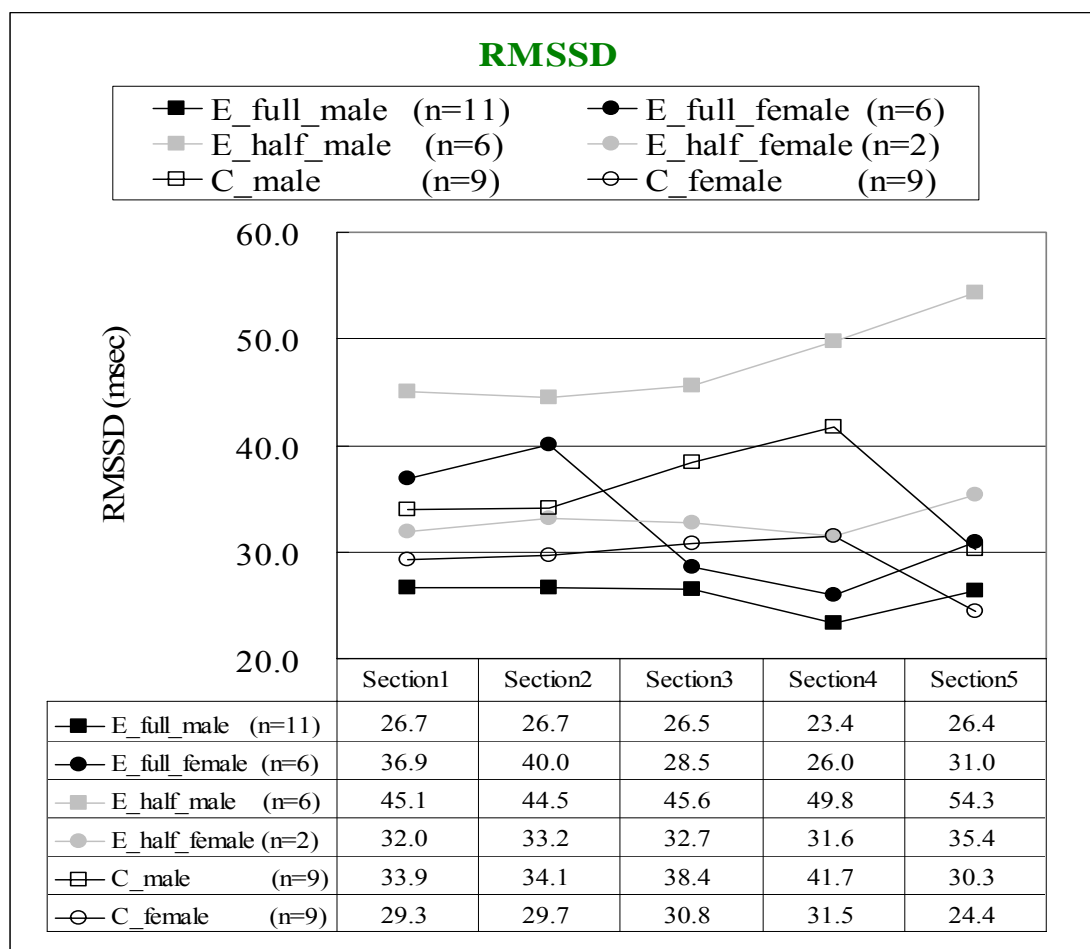 RMSSD
E_full_male (n=11) E_full_female (n=6)
E_half_male (n=6) E_half_female (n=2)
C_male (n=9) C_female (n=9)
60.0
50.0
40.0
30.0
20.0
RMSSD (msec)
Section1 Section2 Section3 Section4 Section5
E_full_male (n=11) 26.7 26.7 26.5 23.4 26.4
E_full_female (n=6) 36.9 40.0 28.5 26.0 31.0
E_half_male (n=6) 45.1 44.5 45.6 49.8 54.3
E_half_female (n=2) 32.0 33.2 32.7 31.6 35.4
C_male (n=9) 33.9 34.1 38.4 41.7 30.3
C_female (n=9) 29.3 29.7 30.8 31.5 24.4